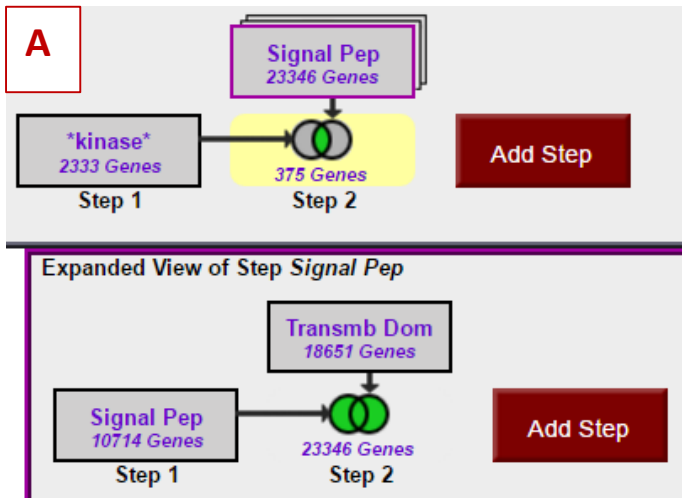 A
Signal Pep
23346 Genes
*kinase*
2333 Genes
Step 1
375 Genes
Step 2
Add Step
Expanded View of Step Signal Pep
Transmb Dom
18651 Genes
Signal Pep
10714 Genes
Step 1
23346 Genes
Step 2
Add Step